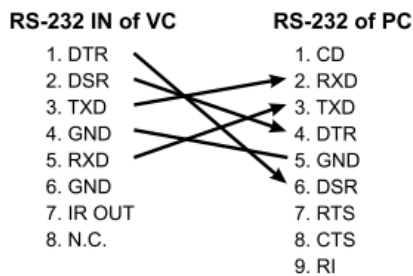 RS-232 IN of VC
1. DTR
2. DSR
3. TXD
4. GND
5. RXD
6. GND
7. IR OUT
8. N.C.
RS-232 of PC
1. CD
2. RXD
3. TXD
4. DTR
5. GND
6. DSR
7. RTS
8. CTS
9. RI